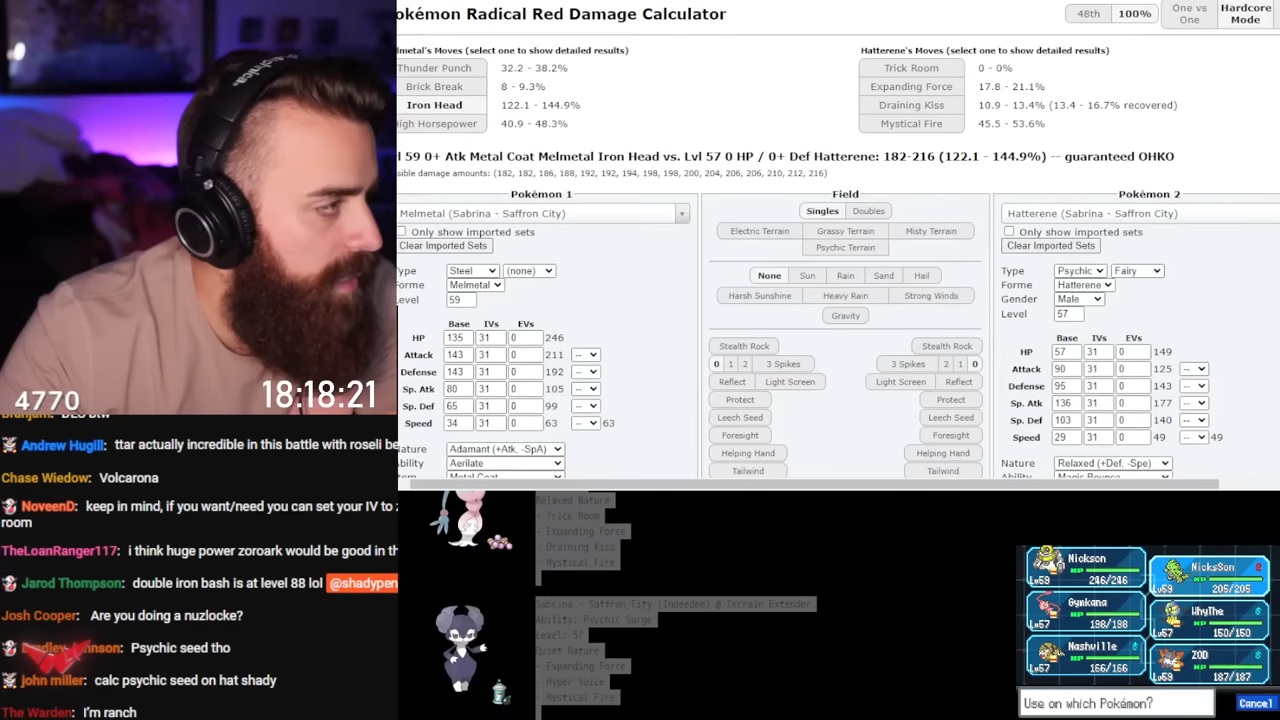 okémon Radical Red Damage Calculator
48th 100% One vs One Hardcore Mode
lmetal's Moves (select one to show detailed results)
Thunder Punch 32.2 - 38.2%
Brick Break 8 - 9.3%
Iron Head 122.1 - 144.9%
High Horsepower 40.9 - 48.3%
Hatterene's Moves (select one to show detailed results)
Trick Room 0 - 0%
Expanding Force 17.8 - 21.1%
Draining Kiss 10.9 - 13.4% (13.4 - 16.7% recovered)
Mystical Fire 45.5 - 53.6%
l 59 0+ Atk Metal Coat Melmetal Iron Head vs. Lvl 57 0 HP / 0+ Def Hatterene: 182-216 (122.1 - 144.9%) -- guaranteed OHKO
sible damage amounts: (182, 182, 186, 188, 192, 192, 194, 198, 198, 200, 204, 206, 206, 210, 212, 216)
Pokémon 1
Melmetal (Sabrina - Saffron City)
Only show imported sets
Clear Imported Sets
Type Steel (none)
Forme Melmetal
Level 59
Base IVs EVs
HP 135 31 0 246
Attack 143 31 0 211 --
Defense 143 31 0 192 --
Sp. Atk 80 31 0 105 --
Sp. Def 65 31 0 99 --
Speed 34 31 0 63 -- 63
Nature Adamant (+Atk, -SpA)
Ability Aerilate
Item Metal Coat
Field
Singles Doubles
Electric Terrain Grassy Terrain Misty Terrain
Psychic Terrain
None Sun Rain Sand Hail
Harsh Sunshine Heavy Rain Strong Winds
Gravity
Stealth Rock Stealth Rock
0 1 2 3 Spikes 3 Spikes 2 1 0
Reflect Light Screen Light Screen Reflect
Protect Protect
Leech Seed Leech Seed
Foresight Foresight
Helping Hand Helping Hand
Tailwind Tailwind
Pokémon 2
Hatterene (Sabrina - Saffron City)
Only show imported sets
Clear Imported Sets
Type Psychic Fairy
Forme Hatterene
Gender Male
Level 57
Base IVs EVs
HP 57 31 0 149
Attack 90 31 0 125 --
Defense 95 31 0 143 --
Sp. Atk 136 31 0 177 --
Sp. Def 103 31 0 140 --
Speed 29 31 0 49 -- 49
Nature Relaxed (+Def, -Spe)
Ability Magic Bounce
4770
18:18:21
Andrew Hugill: ttar actually incredible in this battle with roseli be
Chase Wiedow: Volcarona
NoveenD: keep in mind, if you want/need you can set your IV to
room
TheLoanRanger117: i think huge power zoroark would be good in th
Jarod Thompson: double iron bash is at level 88 lol @shadypen
Josh Cooper: Are you doing a nuzlocke?
Psychic seed tho
john miller: calc psychic seed on hat shady
The Warden: I'm ranch
Relaxed Nature
- Trick Room
- Expanding Force
- Draining Kiss
- Mystical Fire
Sabrina - Saffron City (Indeedee) @ Terrain Extender
Ability: Psychic Surge
Level: 57
Quiet Nature
- Expanding Force
- Hyper Voice
- Mystical Fire
Nickson Lv59 HP 246/246
NicksSon Lv59 HP 205/205
Gymkana Lv57 HP 198/198
WhyThe Lv57 HP 150/150
Nashville Lv57 HP 166/166
ZOD Lv59 HP 187/187
Use on which Pokémon?
Cancel